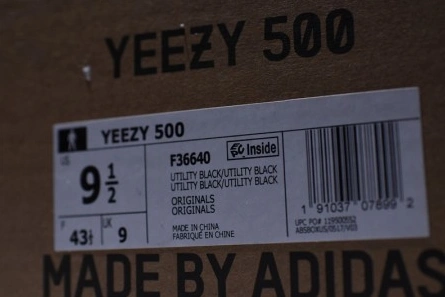 YEEZY 500
YEEZY 500
US
9 1/2
F
43⅓
UK
9
F36640
Inside
UTILITY BLACK/UTILITY BLACK
UTILITY BLACK/UTILITY BLACK
ORIGINALS
ORIGINALS
MADE IN CHINA
FABRIQUÉ EN CHINE
1 91037 07899 2
UPC PO# 119500552
MADE BY ADIDAS